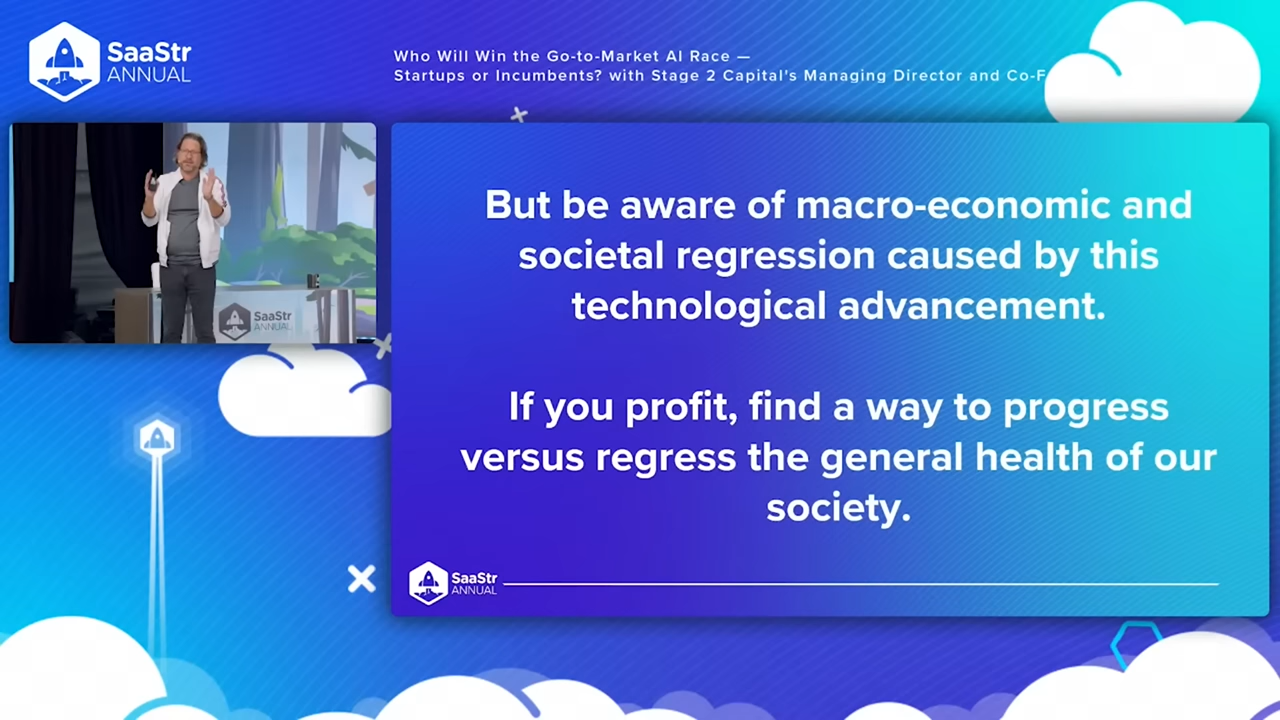 SaaStr
ANNUAL
Who Will Win the Go-to-Market AI Race —
Startups or Incumbents? with Stage 2 Capital's Managing Director and Co-F
SaaStr
ANNUAL
But be aware of macro-economic and
societal regression caused by this
technological advancement.
If you profit, find a way to progress
versus regress the general health of our
society.
SaaStr
ANNUAL